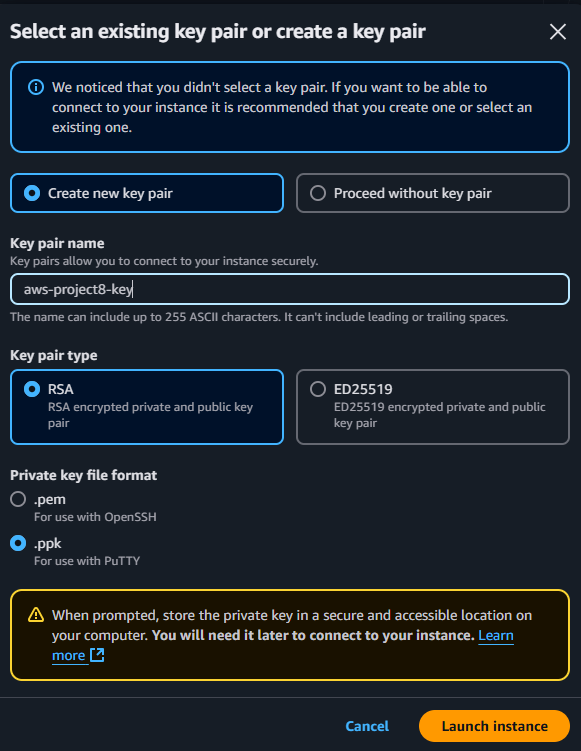 Select an existing key pair or create a key pair
We noticed that you didn't select a key pair. If you want to be able to
connect to your instance it is recommended that you create one or select an
existing one.
Create new key pair
Proceed without key pair
Key pair name
Key pairs allow you to connect to your instance securely.
aws-project8-key
The name can include up to 255 ASCII characters. It can't include leading or trailing spaces.
Key pair type
RSA
RSA encrypted private and public key
pair
ED25519
ED25519 encrypted private and public
key pair
Private key file format
.pem
For use with OpenSSH
.ppk
For use with PuTTY
When prompted, store the private key in a secure and accessible location on
your computer. You will need it later to connect to your instance. Learn
more
Cancel
Launch instance